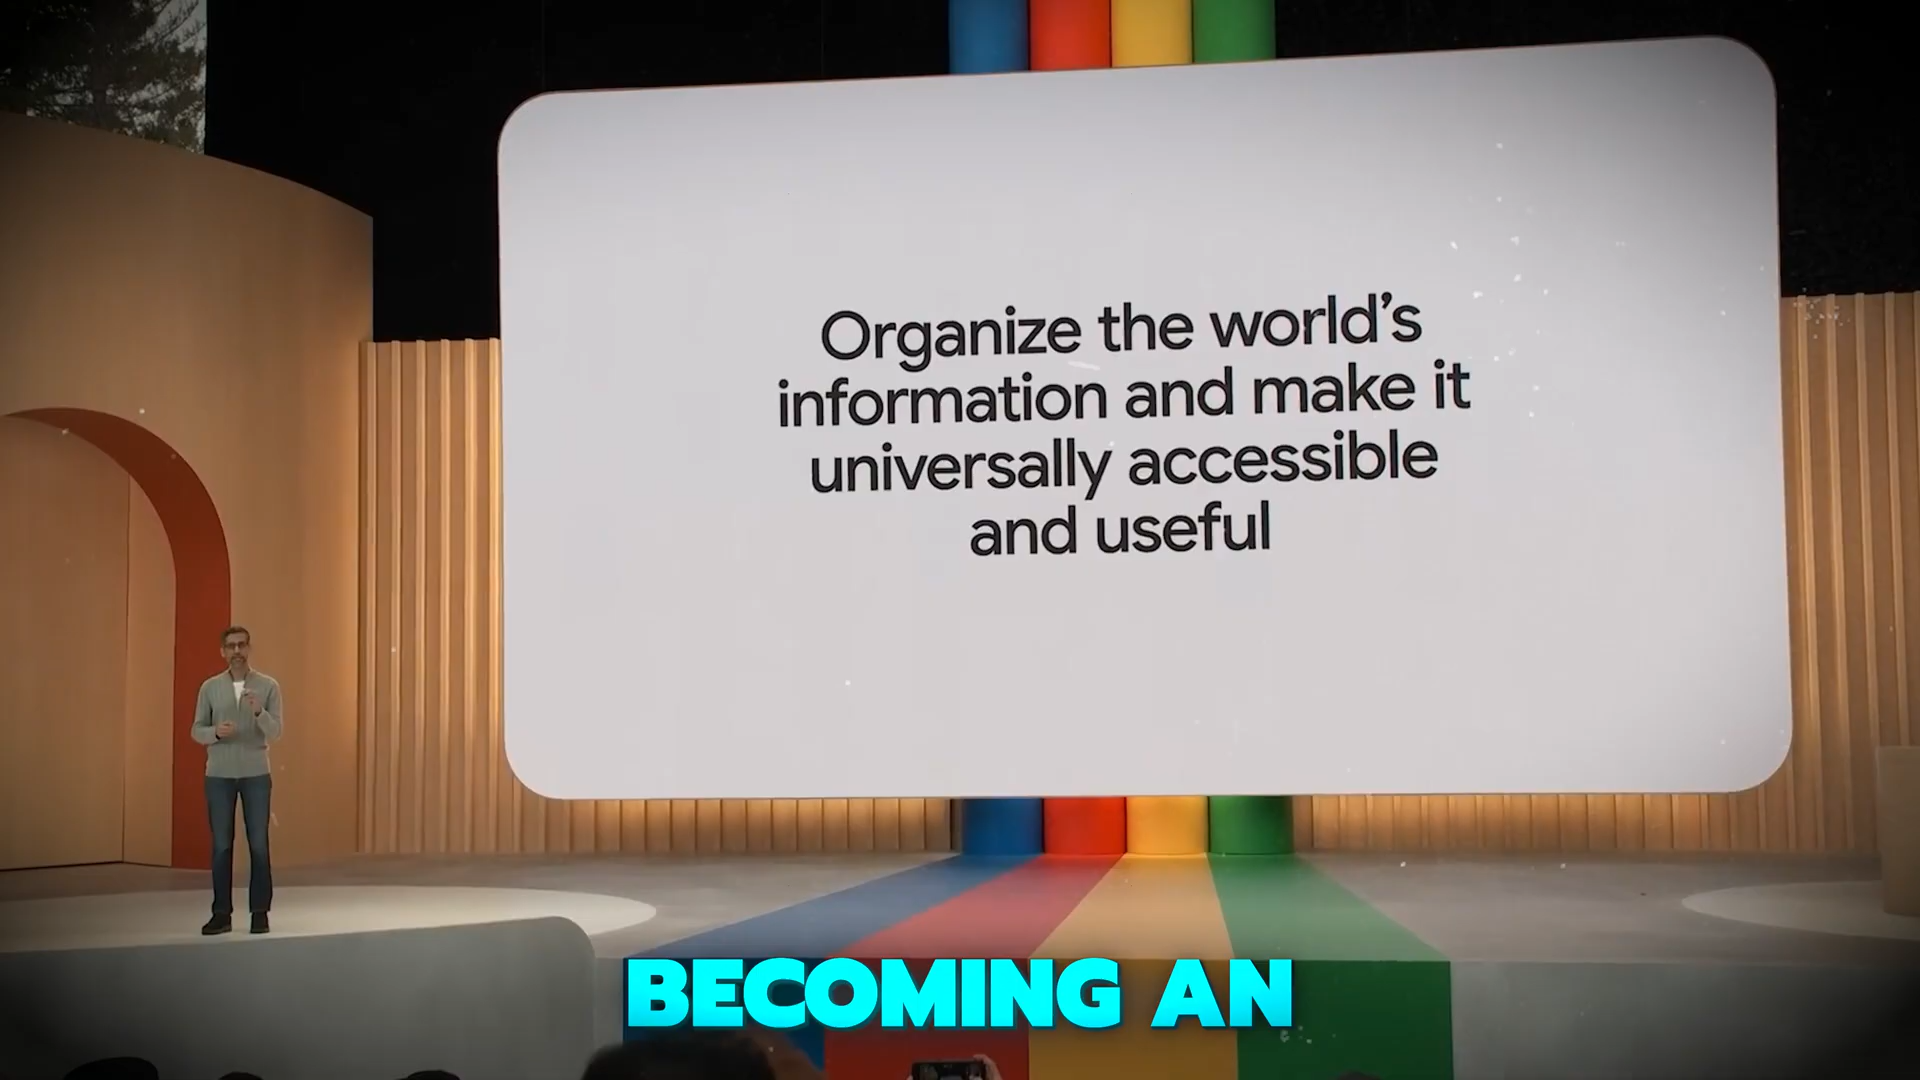 Organize the world’s
information and make it
universally accessible
and useful
BECOMING AN